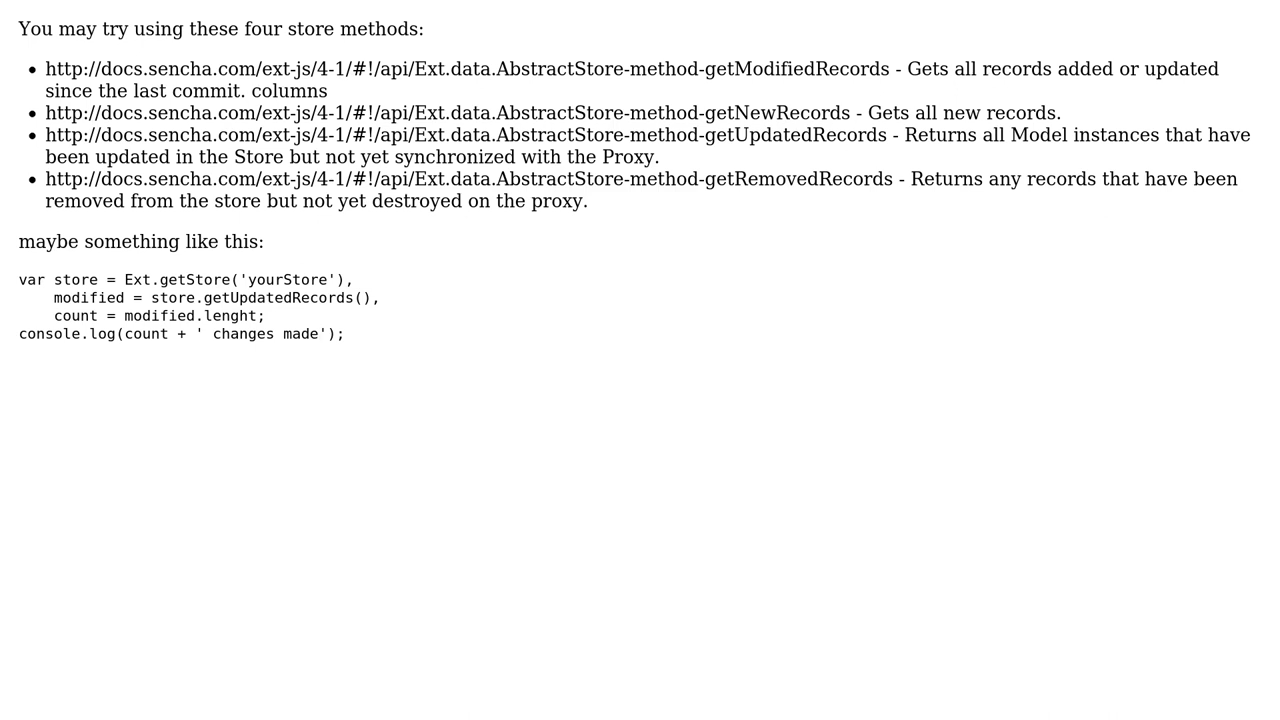 You may try using these four store methods:
• http://docs.sencha.com/ext-js/4-1/#!/api/Ext.data.AbstractStore-method-getModifiedRecords - Gets all records added or updated
since the last commit. columns
• http://docs.sencha.com/ext-js/4-1/#!/api/Ext.data.AbstractStore-method-getNewRecords - Gets all new records.
• http://docs.sencha.com/ext-js/4-1/#!/api/Ext.data.AbstractStore-method-getUpdatedRecords - Returns all Model instances that have
been updated in the Store but not yet synchronized with the Proxy.
• http://docs.sencha.com/ext-js/4-1/#!/api/Ext.data.AbstractStore-method-getRemovedRecords - Returns any records that have been
removed from the store but not yet destroyed on the proxy.
maybe something like this:
var store = Ext.getStore('yourStore'),
    modified = store.getUpdatedRecords(),
    count = modified.lenght;
console.log(count + ' changes made');